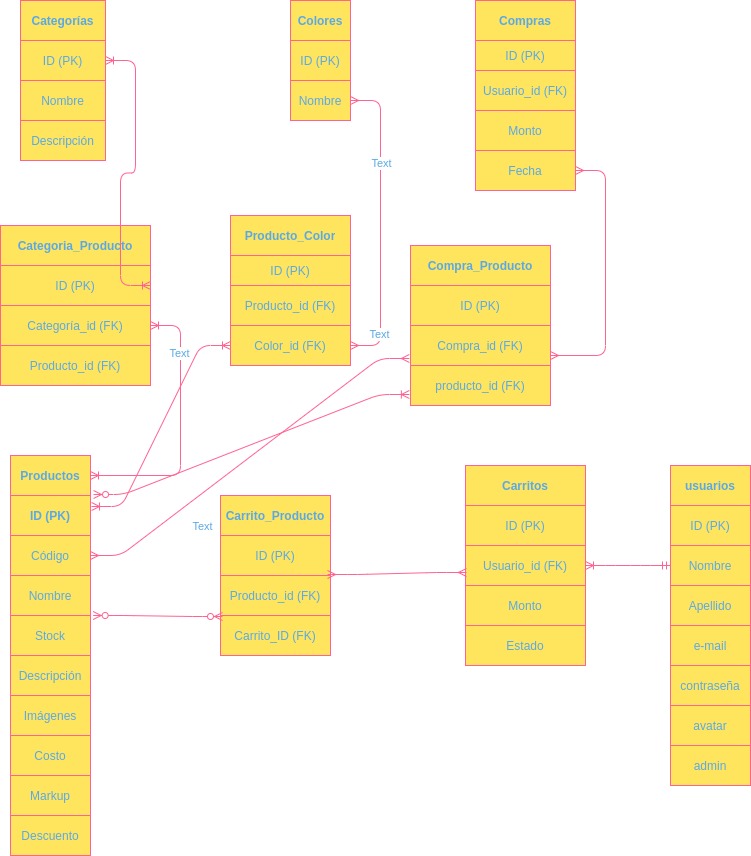 Categorías
ID (PK)
Nombre
Descripción
Colores
ID (PK)
Nombre
Compras
ID (PK)
Usuario_id (FK)
Monto
Fecha
Text
Categoria_Producto
ID (PK)
Categoría_id (FK)
Producto_id (FK)
Producto_Color
ID (PK)
Producto_id (FK)
Color_id (FK)
Compra_Producto
ID (PK)
Compra_id (FK)
producto_id (FK)
Text
Text
Productos
ID (PK)
Código
Nombre
Stock
Descripción
Imágenes
Costo
Markup
Descuento
Text
Carrito_Producto
ID (PK)
Producto_id (FK)
Carrito_ID (FK)
Carritos
ID (PK)
Usuario_id (FK)
Monto
Estado
usuarios
ID (PK)
Nombre
Apellido
e-mail
contraseña
avatar
admin